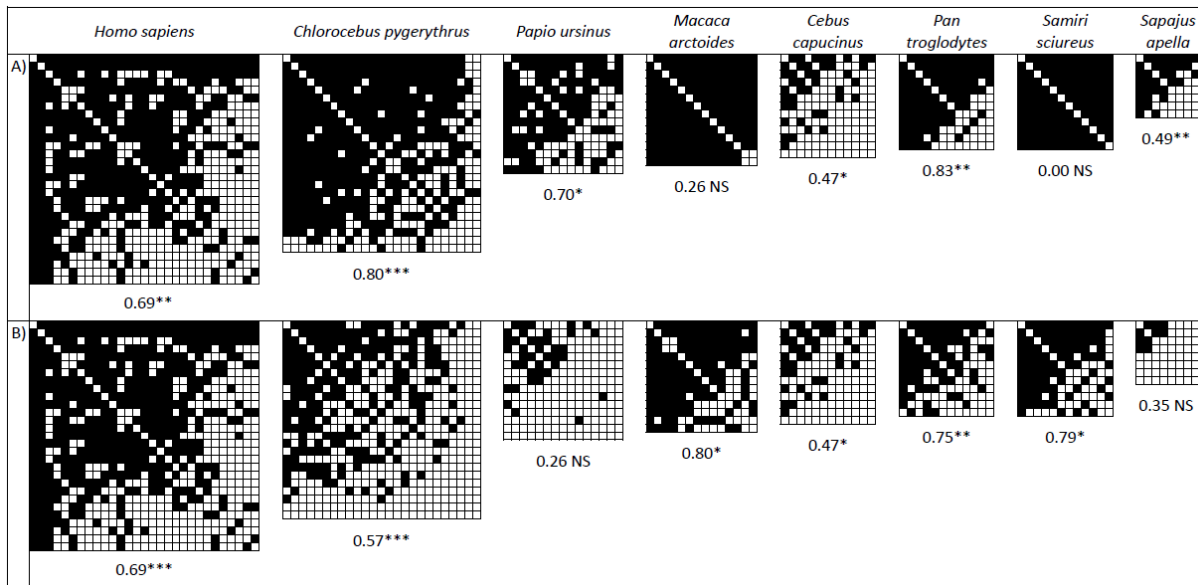 Homo sapiens Chlorocebus pygerythrus Papio ursinus Macaca arctoides Cebus capucinus Pan troglodytes Samiri sciureus Sapajus apella
A)
0.69** 0.80*** 0.70* 0.26 NS 0.47* 0.83** 0.00 NS 0.49**
B)
0.69*** 0.57*** 0.26 NS 0.80* 0.47* 0.75** 0.79* 0.35 NS